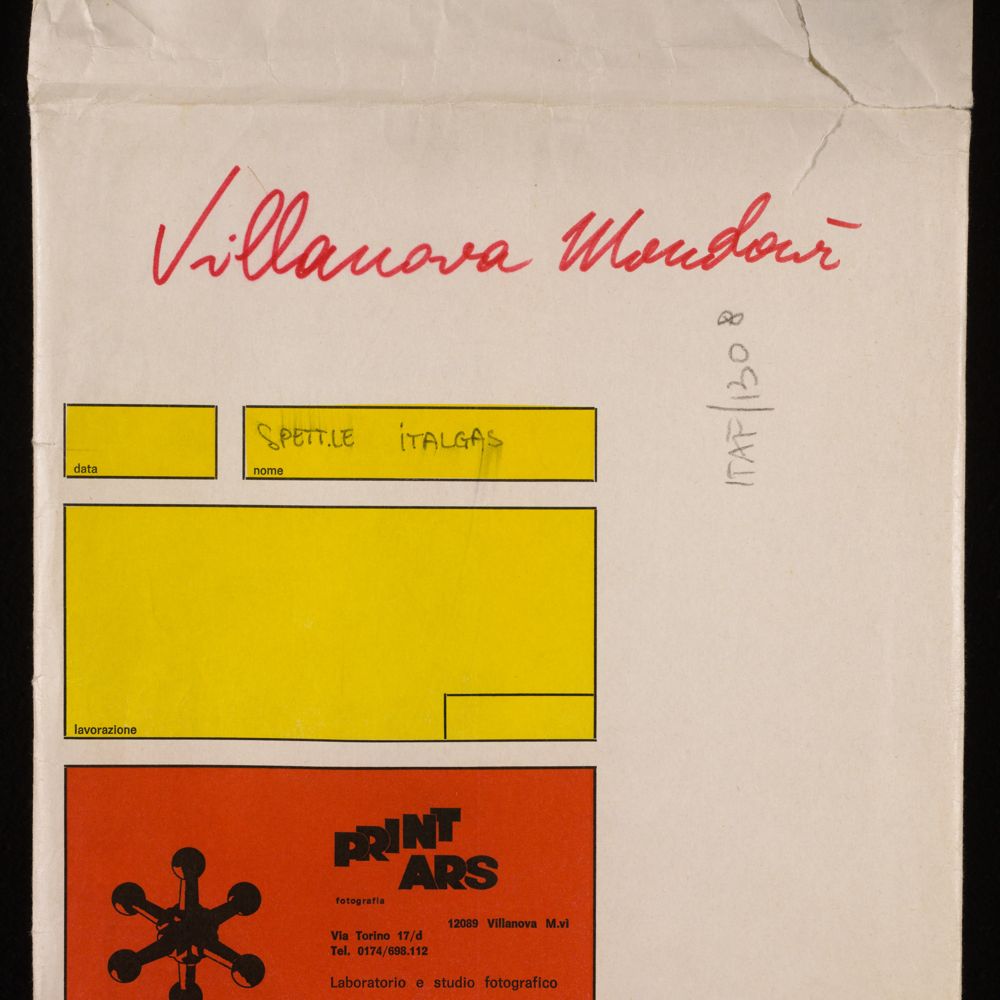 Villanova Mondovì
ITAF/1308
SPETT.LE ITALGAS
data
nome
lavorazione
PRINT
ARS
fotografia
12089 Villanova M.vì
Via Torino 17/d
Tel. 0174/698.112
Laboratorio e studio fotografico